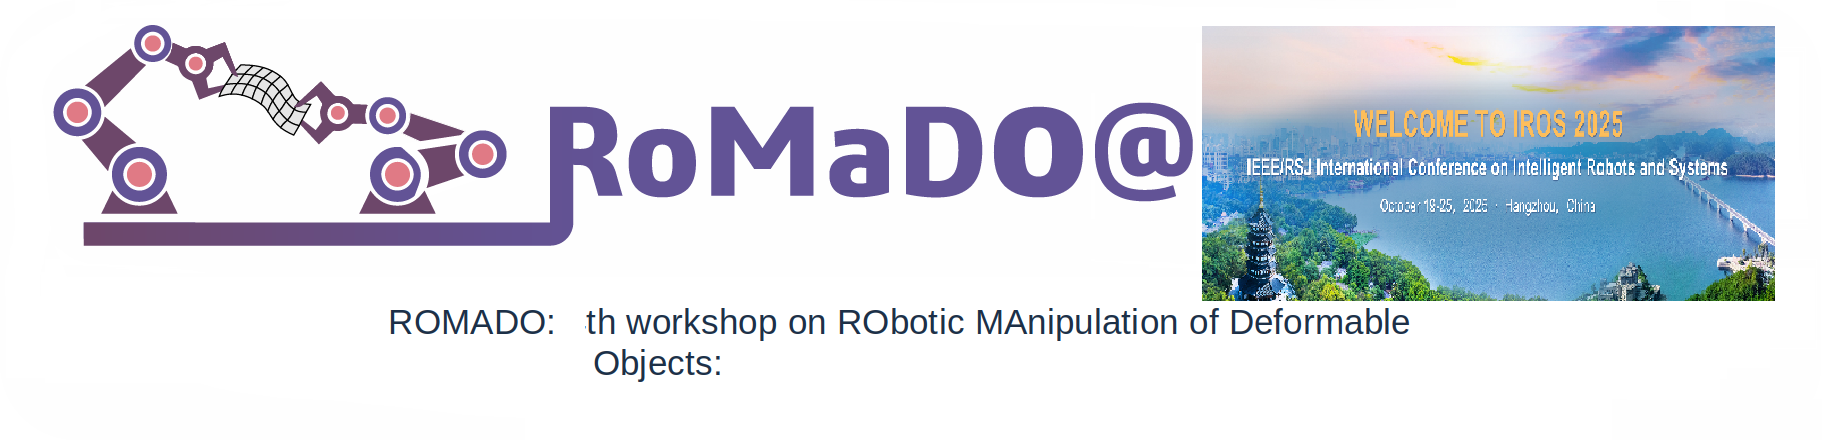 RoMaDO@
WELCOME TO IROS 2025
IEEE/RSJ International Conference on Intelligent Robots and Systems
October 19-25, 2025 · Hangzhou, China
ROMADO: th workshop on RObotic MAnipulation of Deformable
Objects: